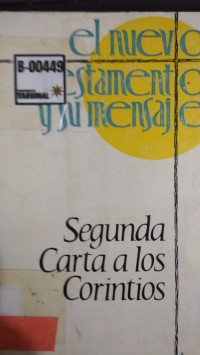 el nuevo
B-00449
testamento
y su mensaje
Segunda
Carta a los
Corintios